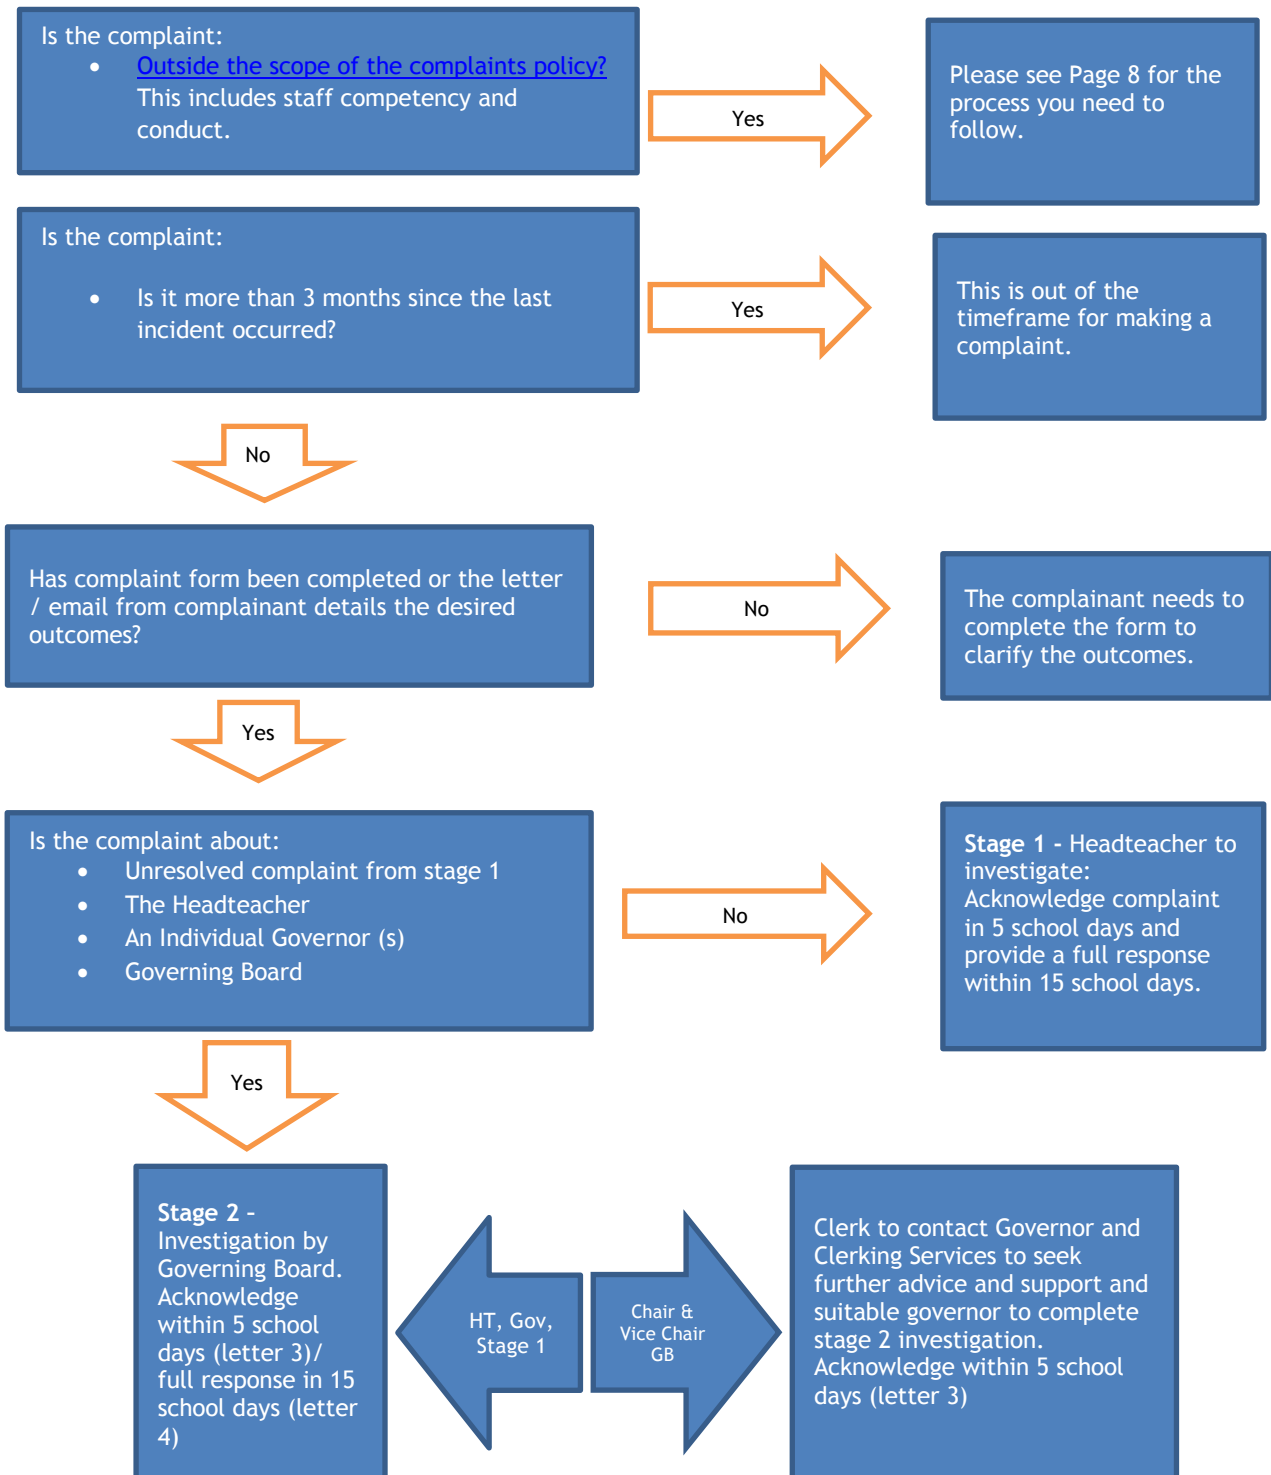 Is the complaint:
• Outside the scope of the complaints policy?
This includes staff competency and
conduct.
Yes
Please see Page 8 for the
process you need to
follow.
Is the complaint:
• Is it more than 3 months since the last
incident occurred?
Yes
This is out of the
timeframe for making a
complaint.
No
Has complaint form been completed or the letter
/ email from complainant details the desired
outcomes?
No
The complainant needs to
complete the form to
clarify the outcomes.
Yes
Is the complaint about:
• Unresolved complaint from stage 1
• The Headteacher
• An Individual Governor (s)
• Governing Board
No
Stage 1 - Headteacher to
investigate:
Acknowledge complaint
in 5 school days and
provide a full response
within 15 school days.
Yes
Stage 2 –
Investigation by
Governing Board.
Acknowledge
within 5 school
days (letter 3)/
full response in 15
school days (letter
4)
HT, Gov,
Stage 1
Chair &
Vice Chair
GB
Clerk to contact Governor and
Clerking Services to seek
further advice and support and
suitable governor to complete
stage 2 investigation.
Acknowledge within 5 school
days (letter 3)